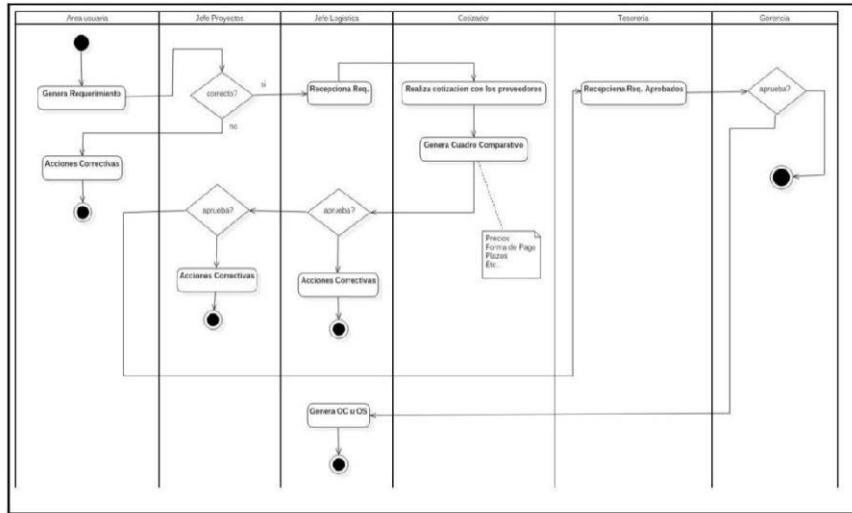 Area usuaria
Jefe Proyectos
Jefe Logistica
Cotizador
Tesorería
Gerencia
Genera Requerimiento
correcto?
si
no
Recepciona Req.
Realiza cotizacion con los proveedores
Recepciona Req. Aprobados
aprueba?
Genera Cuadro Comparativo
Acciones Correctivas
aprueba?
aprueba?
Precios
Forma de Pago
Plazos
Etc..
Acciones Correctivas
Acciones Correctivas
Genera OC u OS